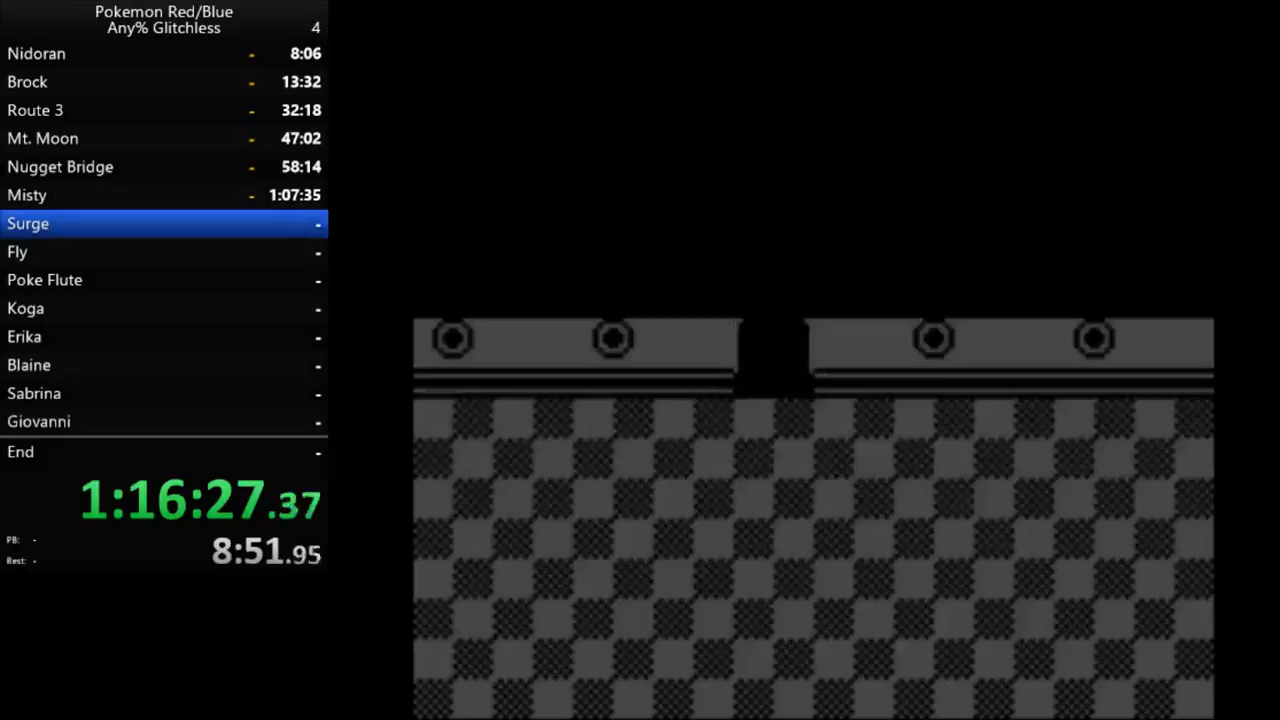 Pokemon Red/Blue
Any% Glitchless 4
Nidoran - 8:06
Brock - 13:32
Route 3 - 32:18
Mt. Moon - 47:02
Nugget Bridge - 58:14
Misty - 1:07:35
Surge -
Fly -
Poke Flute -
Koga -
Erika -
Blaine -
Sabrina -
Giovanni -
End -
1:16:27.37
PB: - 8:51.95
Best: -